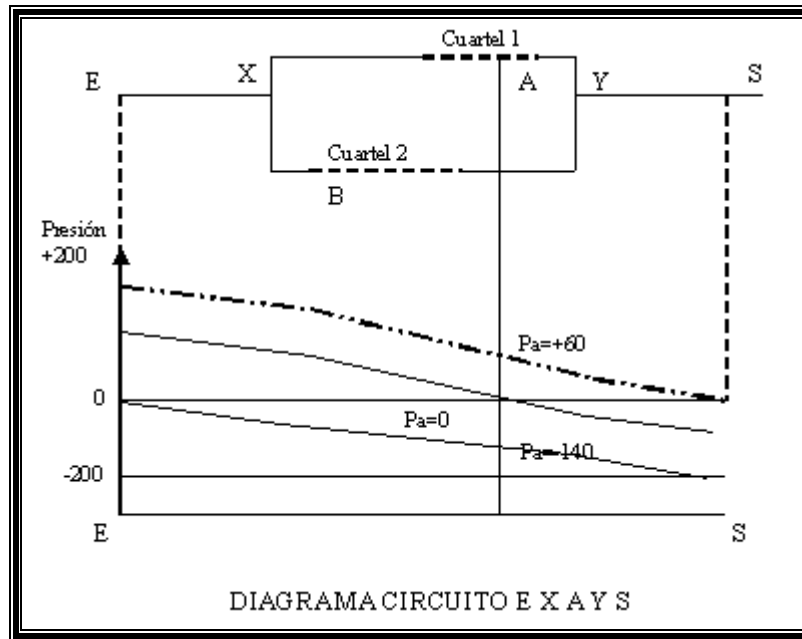 Cuartel 1
E
X
A
Y
S
Cuartel 2
B
Presión
+200
Pa=+60
0
Pa=0
Pa=-140
-200
E
S
DIAGRAMA CIRCUITO E X A Y S